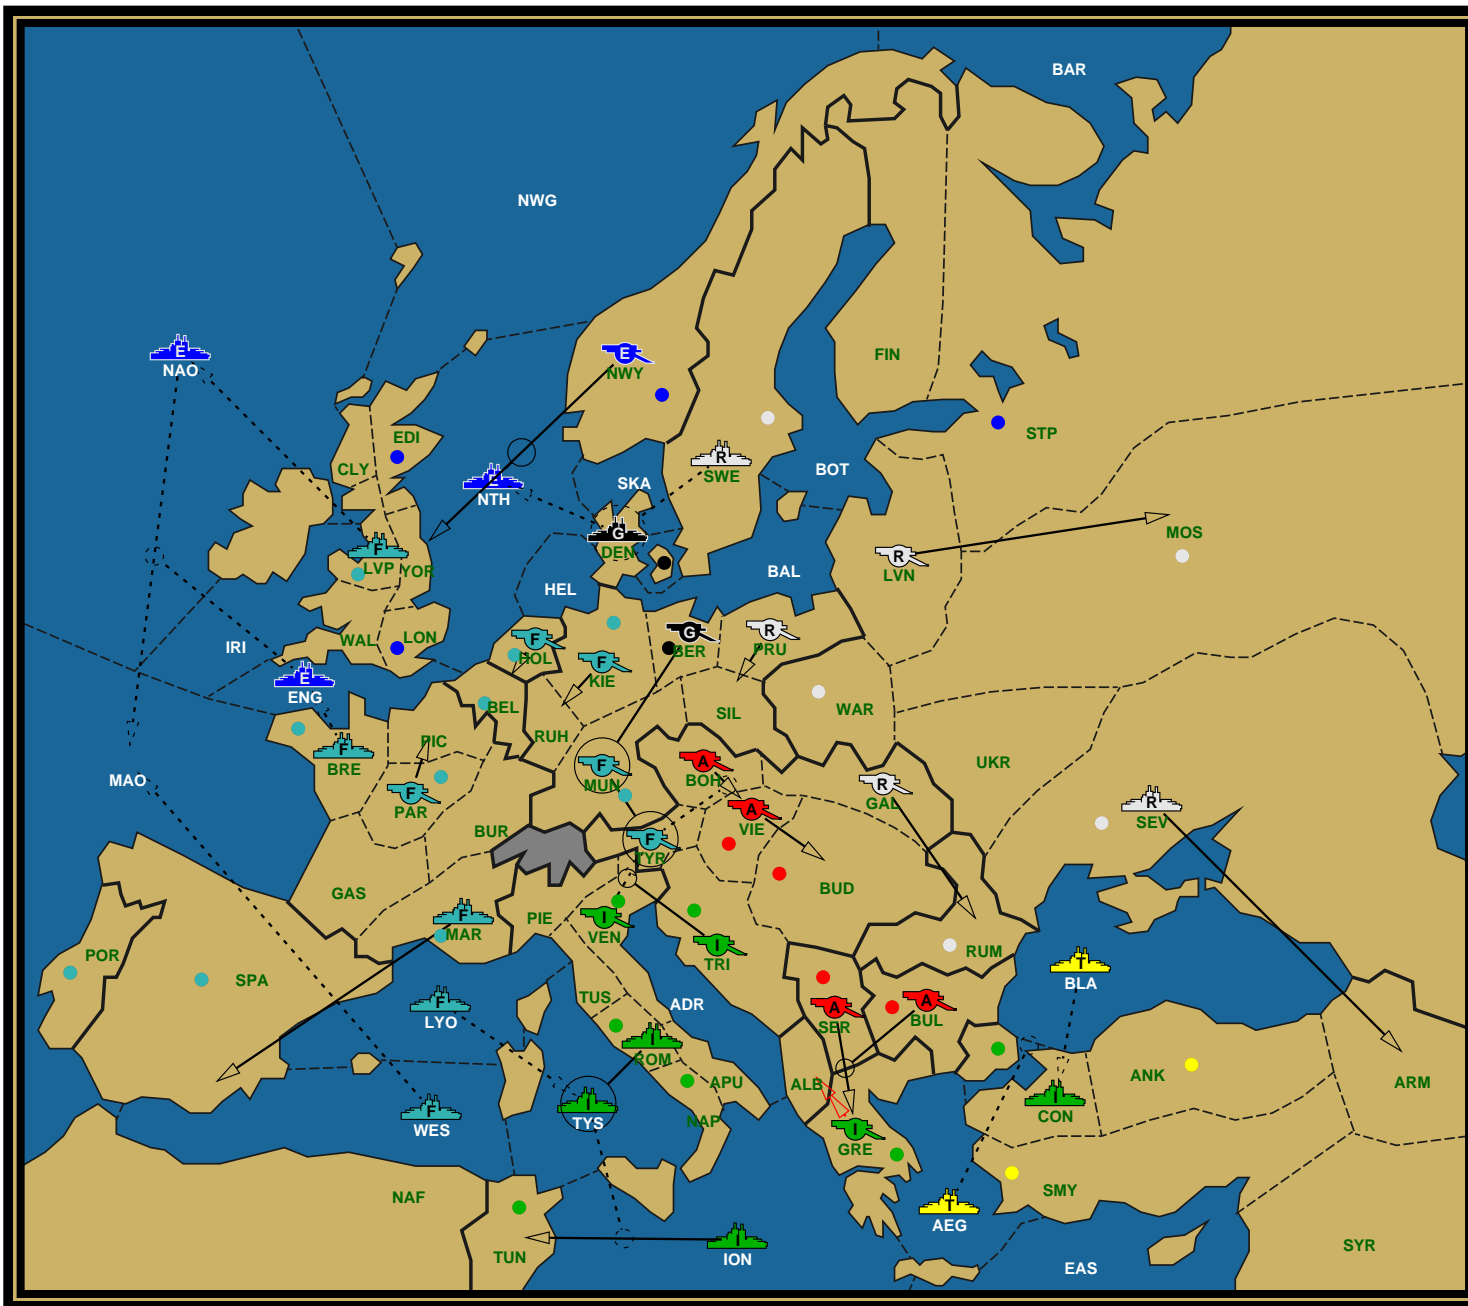 BAR
NWG
E
NAO
E
NWY
FIN
EDI
STP
CLY
R
SWE
BOT
SKA
E
NTH
MOS
G
DEN
F
LVP
YOR
R
LVN
BAL
HEL
IRI
WAL
LON
F
HOL
G
BER
R
PRU
F
KIE
E
ENG
BEL
SIL
WAR
RUH
PIC
F
BRE
UKR
MAO
F
MUN
A
BOH
R
GAL
F
PAR
A
VIE
R
SEV
BUR
F
TYR
GAS
BUD
F
MAR
PIE
I
VEN
I
TRI
RUM
POR
SPA
T
BLA
F
LYO
TUS
ADR
A
SER
A
BUL
I
ROM
ANK
ARM
ALB
APU
F
WES
I
TYS
NAP
I
CON
I
GRE
NAF
SMY
T
AEG
TUN
I
ION
EAS
SYR